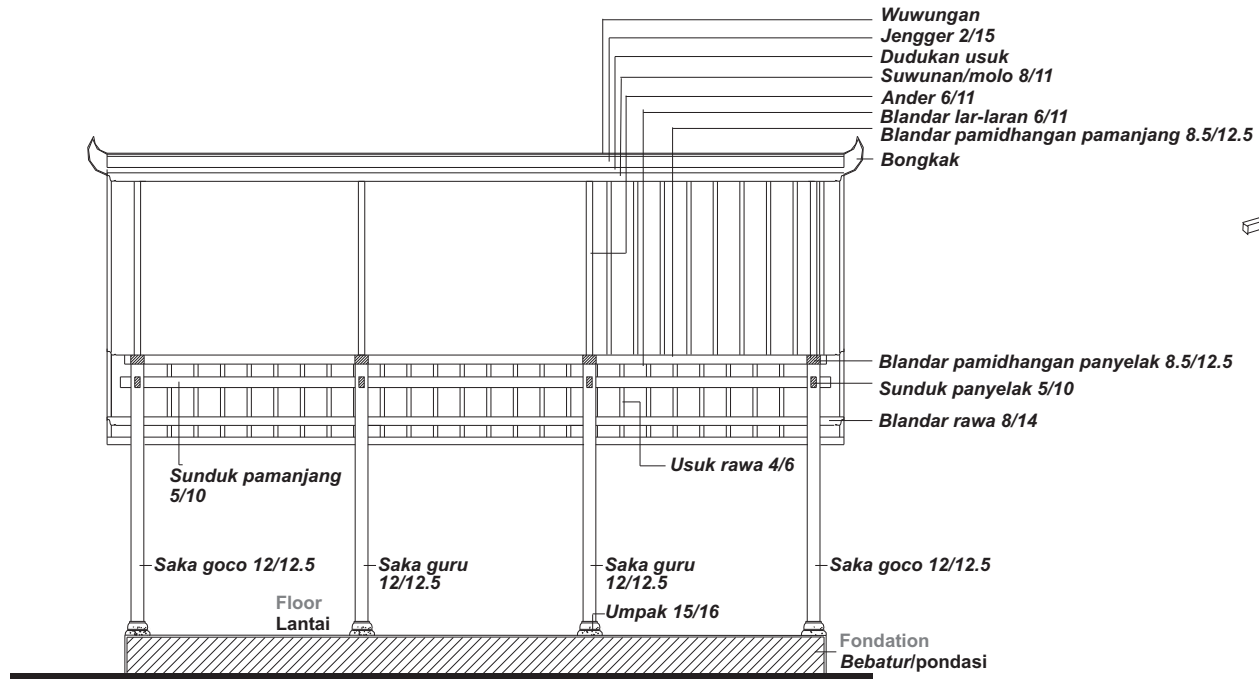 Wuwungan
Jengger 2/15
Dudukan usuk
Suwunan/molo 8/11
Ander 6/11
Blandar lar-laran 6/11
Blandar pamidhangan pamanjang 8.5/12.5
Bongkak
Blandar pamidhangan panyelak 8.5/12.5
Sunduk panyelak 5/10
Blandar rawa 8/14
Sunduk pamanjang
5/10
Usuk rawa 4/6
Saka goco 12/12.5
Saka guru
12/12.5
Saka guru
12/12.5
Saka goco 12/12.5
Floor
Lantai
Umpak 15/16
Fondation
Bebatur/pondasi